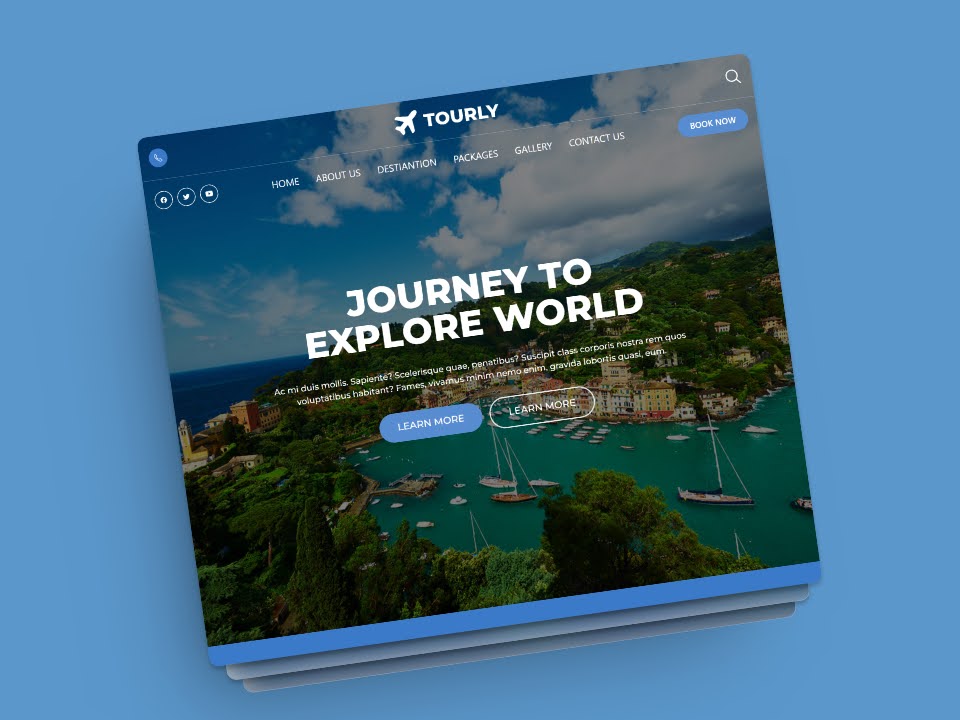 TOURLY
HOME ABOUT US DESTIANTION PACKAGES GALLERY CONTACT US BOOK NOW
JOURNEY TO
EXPLORE WORLD
Ac mi duis mollis. Sapiente? Scelerisque quae, penatibus? Suscipit class corporis nostra rem quos
voluptatibus habitant? Fames, vivamus minim nemo enim, gravida lobortis quasi, eum.
LEARN MORE LEARN MORE